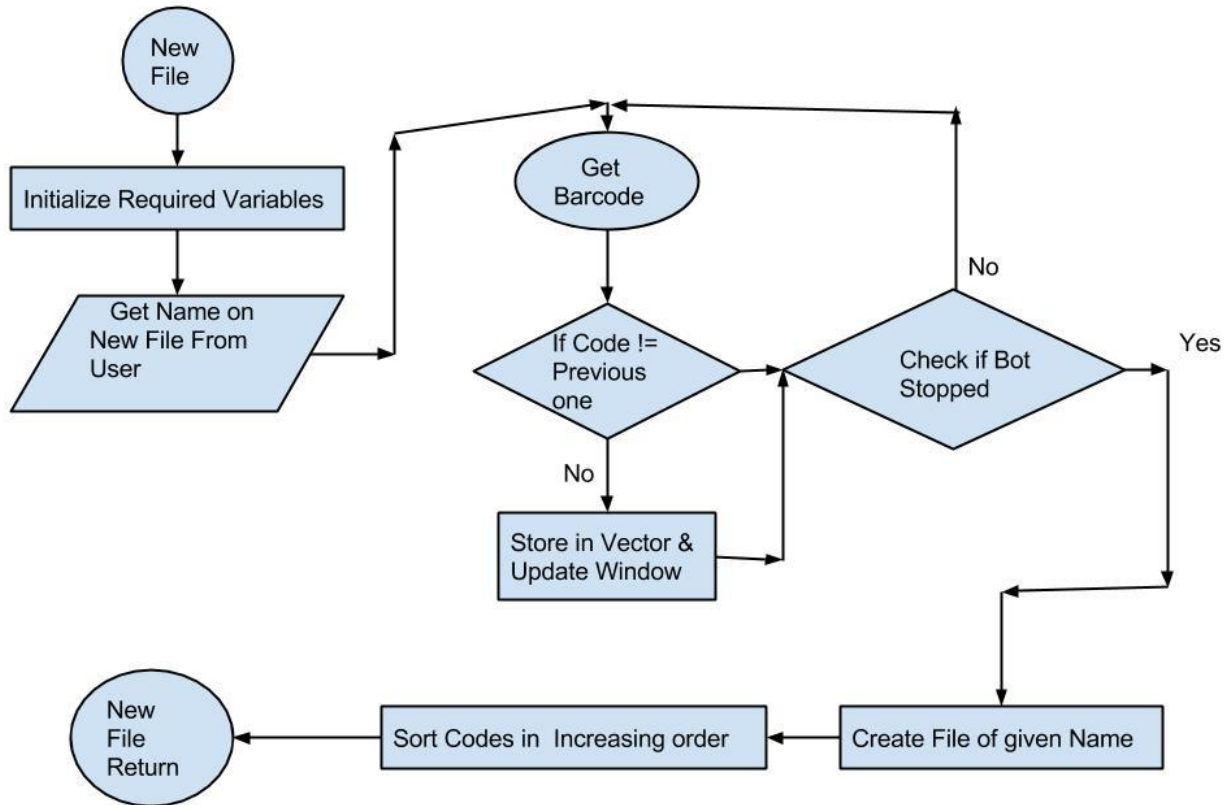 New
File
Initialize Required Variables
Get Name on
New File From
User
Get
Barcode
If Code !=
Previous
one
No
Store in Vector &
Update Window
No
Check if Bot
Stopped
Yes
Create File of given Name
Sort Codes in Increasing order
New
File
Return